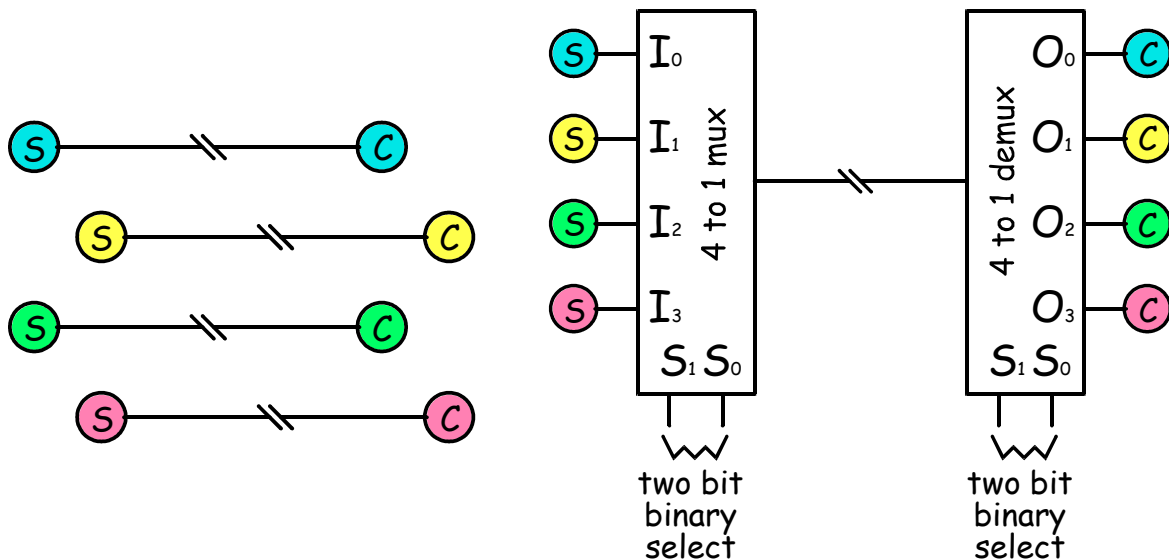 S C
S C
S C
S C
S I0
S I1
S I2
S I3
4 to 1 mux
S1 S0
two bit
binary
select
O0 C
O1 C
O2 C
O3 C
4 to 1 demux
S1 S0
two bit
binary
select